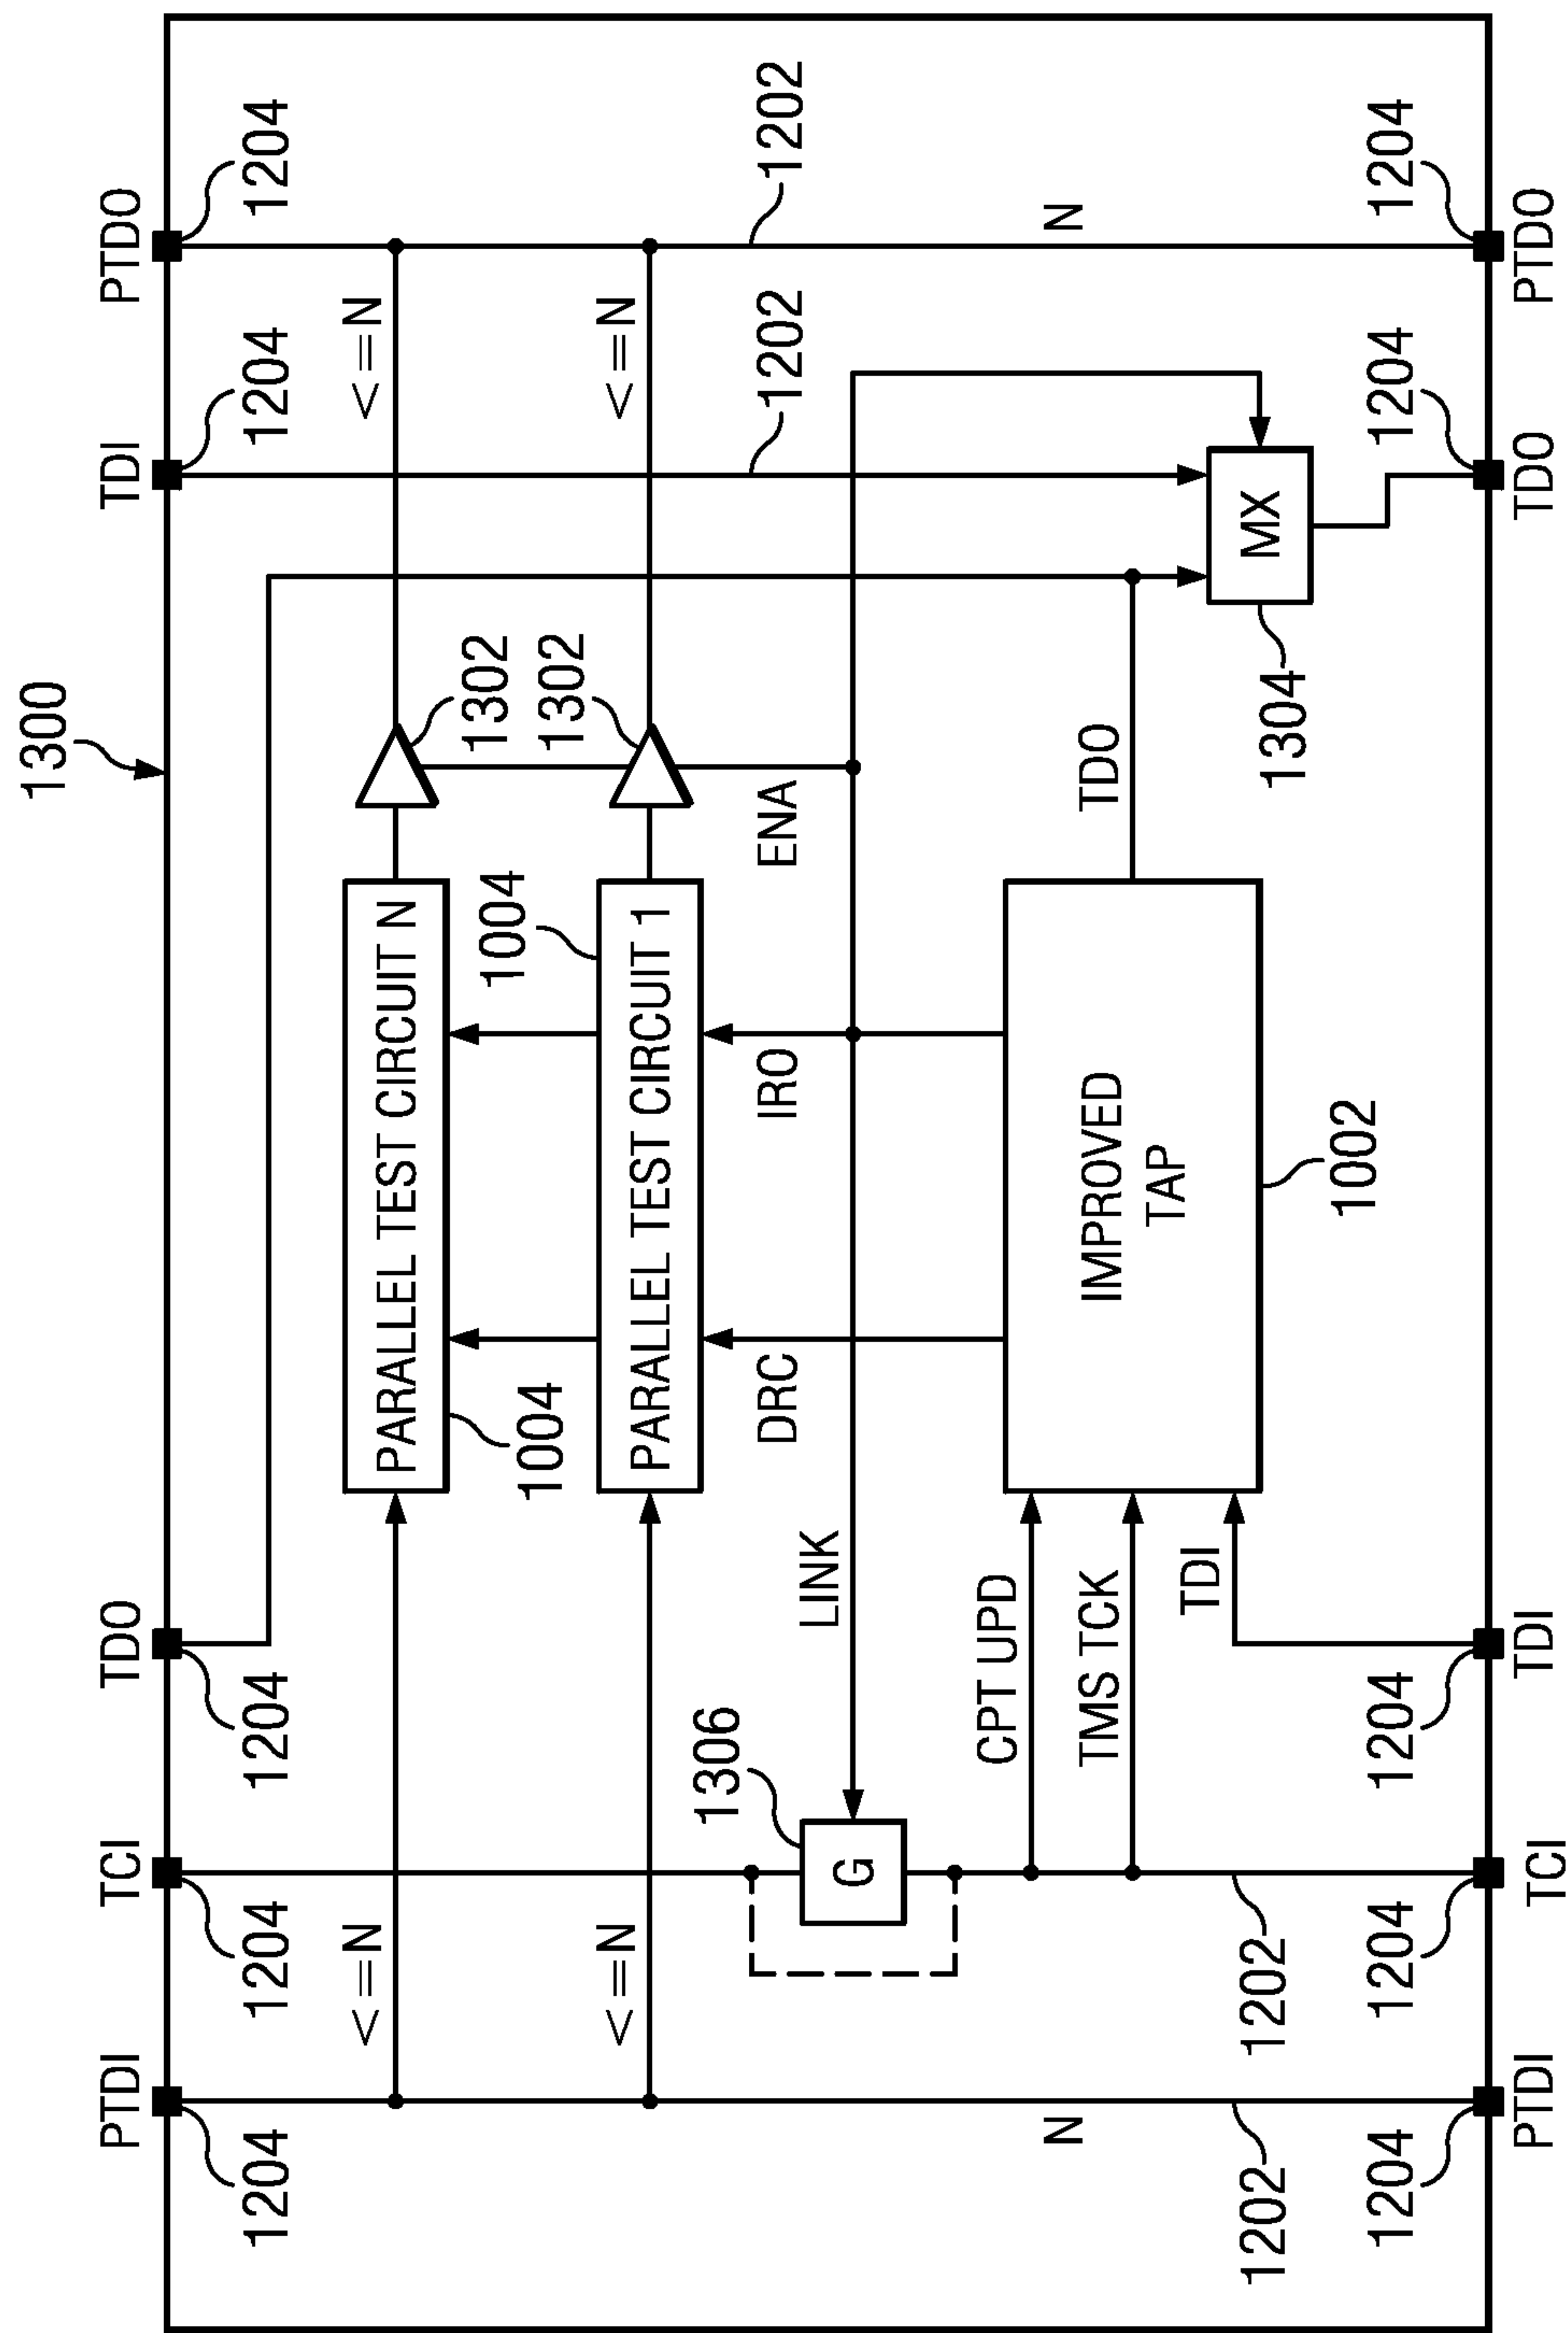 1300
PTDI
TCI
TDO
TDI
PTDO
1204
1204
1204
1204
1204
<=N
PARALLEL TEST CIRCUIT N
<=N
1302
1004
1004
1302
<=N
PARALLEL TEST CIRCUIT 1
<=N
1306
DRC
IRO
ENA
1202
1202
LINK
G
CPT UPD
TMS TCK
TDI
IMPROVED
TAP
TDO
N
N
1202
1202
1002
1304
MX
1204
1204
1204
1204
1204
PTDI
TCI
TDI
TDO
PTDO